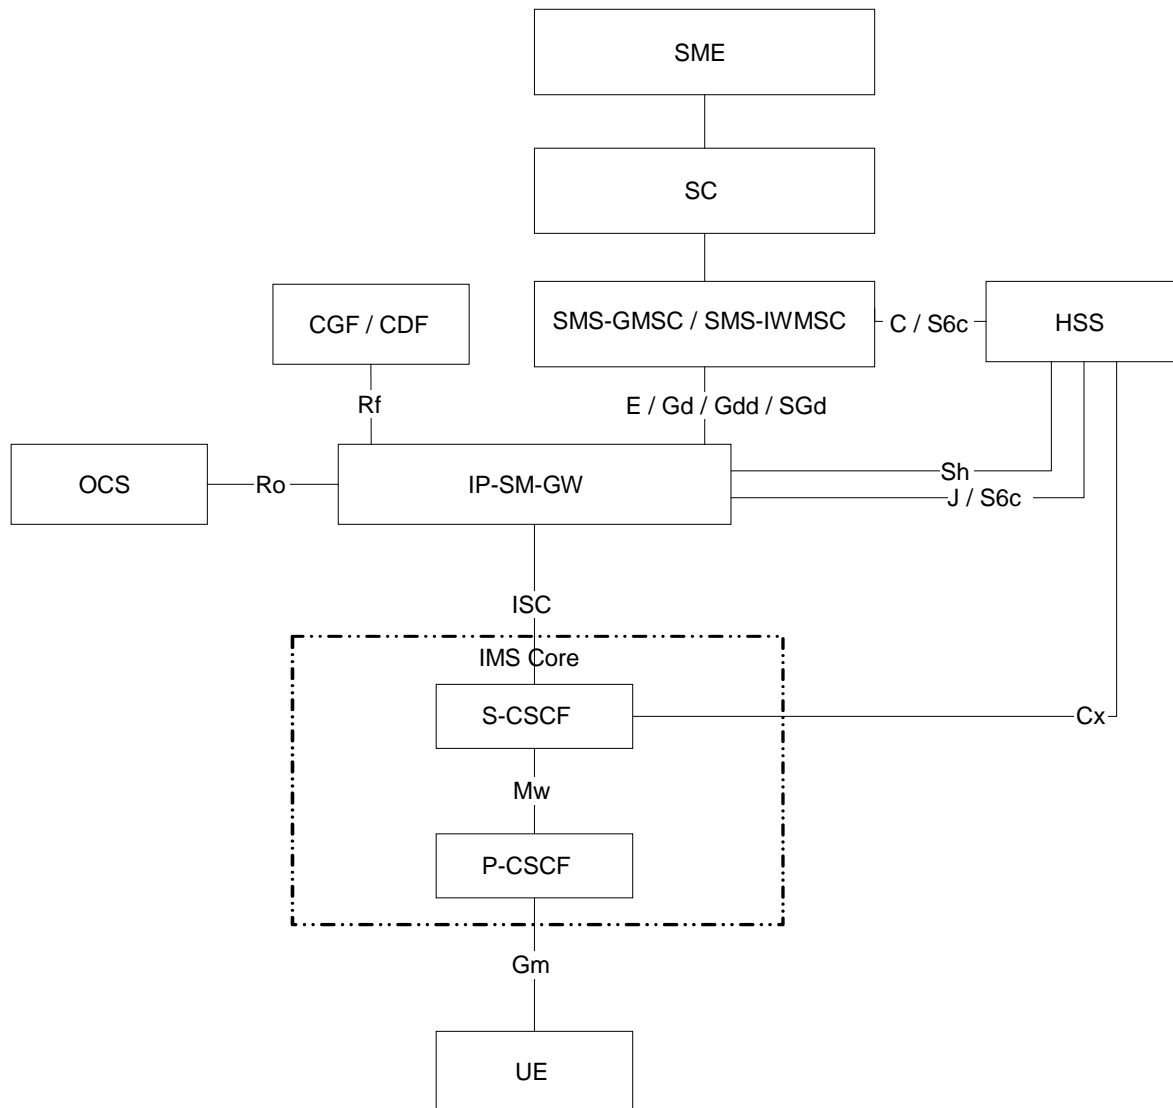 SME
SC
CGF / CDF
SMS-GMSC / SMS-IWMSC
C / S6c
HSS
Rf
E / Gd / Gdd / SGd
OCS
Ro
IP-SM-GW
Sh
J / S6c
ISC
IMS Core
S-CSCF
Cx
Mw
P-CSCF
Gm
UE